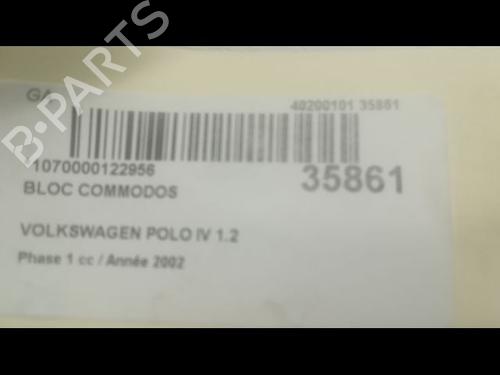 40200101 35861
1070000122956
35861
BLOC COMMODOS
VOLKSWAGEN POLO IV 1.2
Phase 1 cc / Année 2002
B-PARTS